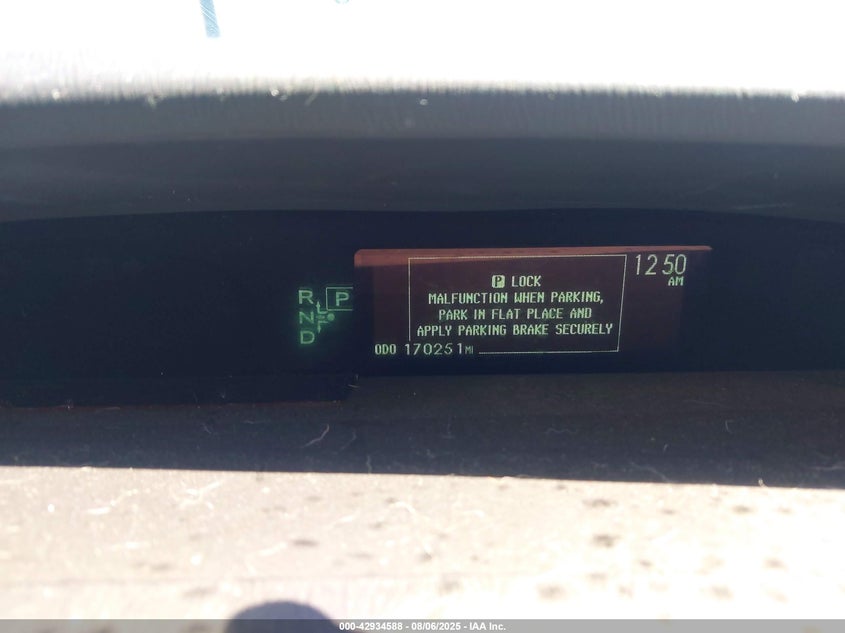 12:50
AM
P LOCK
MALFUNCTION WHEN PARKING,
PARK IN FLAT PLACE AND
APPLY PARKING BRAKE SECURELY
R P
N
D
ODO 170251 MI
000-42934588 - 08/06/2025 - IAA Inc.